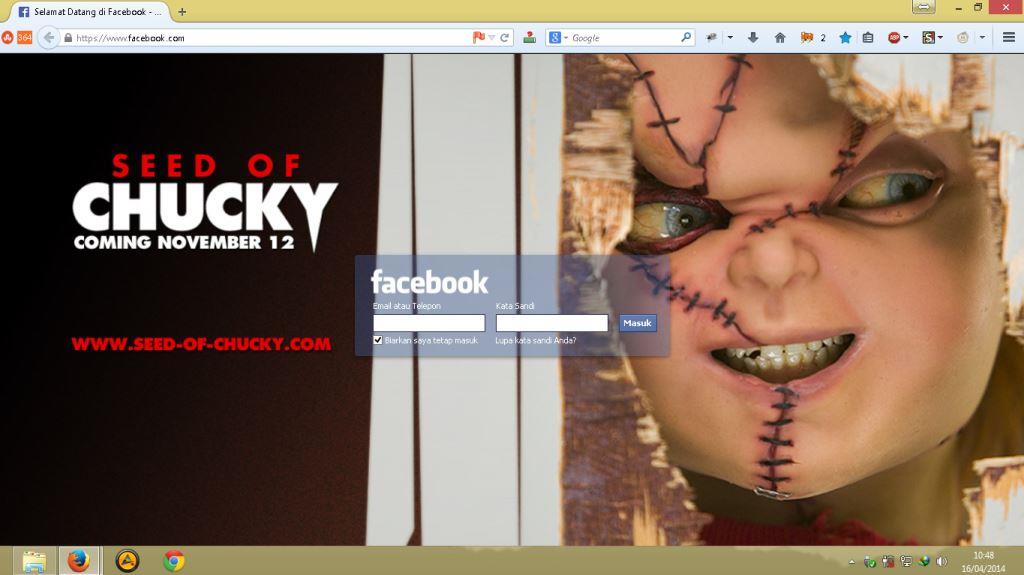 Selamat Datang di Facebook - ...
364
https://www.facebook.com
Google
2
ABP
SEED OF
CHUCKY
COMING NOVEMBER 12
WWW.SEED-OF-CHUCKY.COM
facebook
Email atau Telepon
Kata Sandi
Masuk
Biarkan saya tetap masuk
Lupa kata sandi Anda?
10:48
16/04/2014